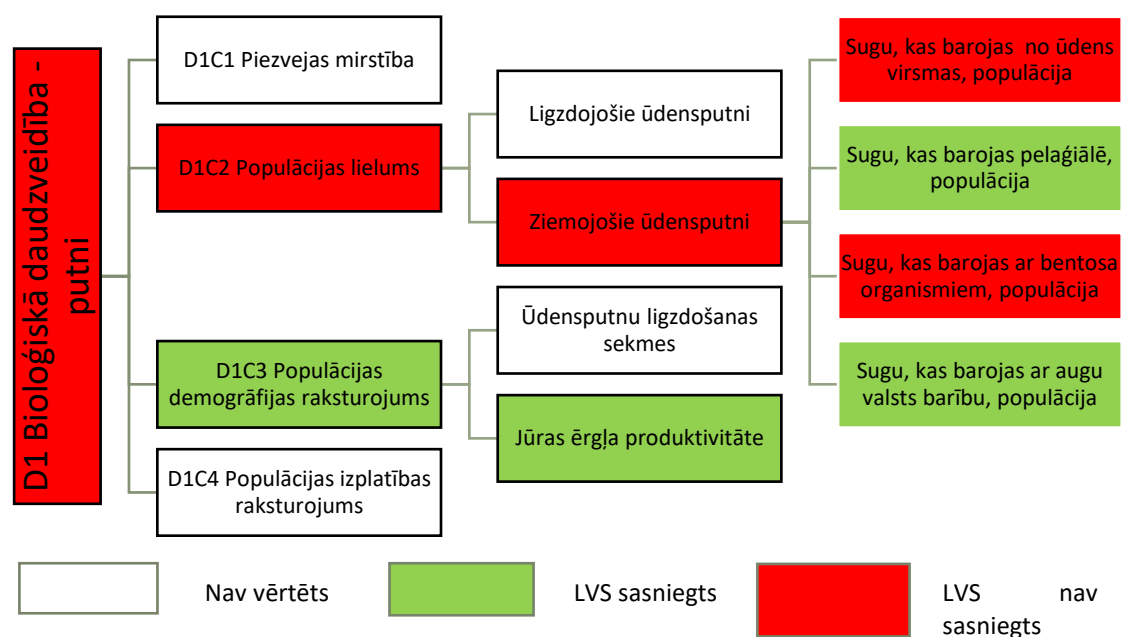 D1 Bioloģiskā daudzveidība -
putni
D1C1 Piezvejas mirstība
D1C2 Populācijas lielums
D1C3 Populācijas
demogrāfijas raksturojums
D1C4 Populācijas izplatības
raksturojums
Ligzdojošie ūdensputni
Ziemojošie ūdensputni
Ūdensputnu ligzdošanas
sekmes
Jūras ērgļa produktivitāte
Sugu, kas barojas no ūdens
virsmas, populācija
Sugu, kas barojas pelaģiālē,
populācija
Sugu, kas barojas ar bentosa
organismiem, populācija
Sugu, kas barojas ar augu
valsts barību, populācija
Nav vērtēts
LVS sasniegts
LVS nav
sasniegts